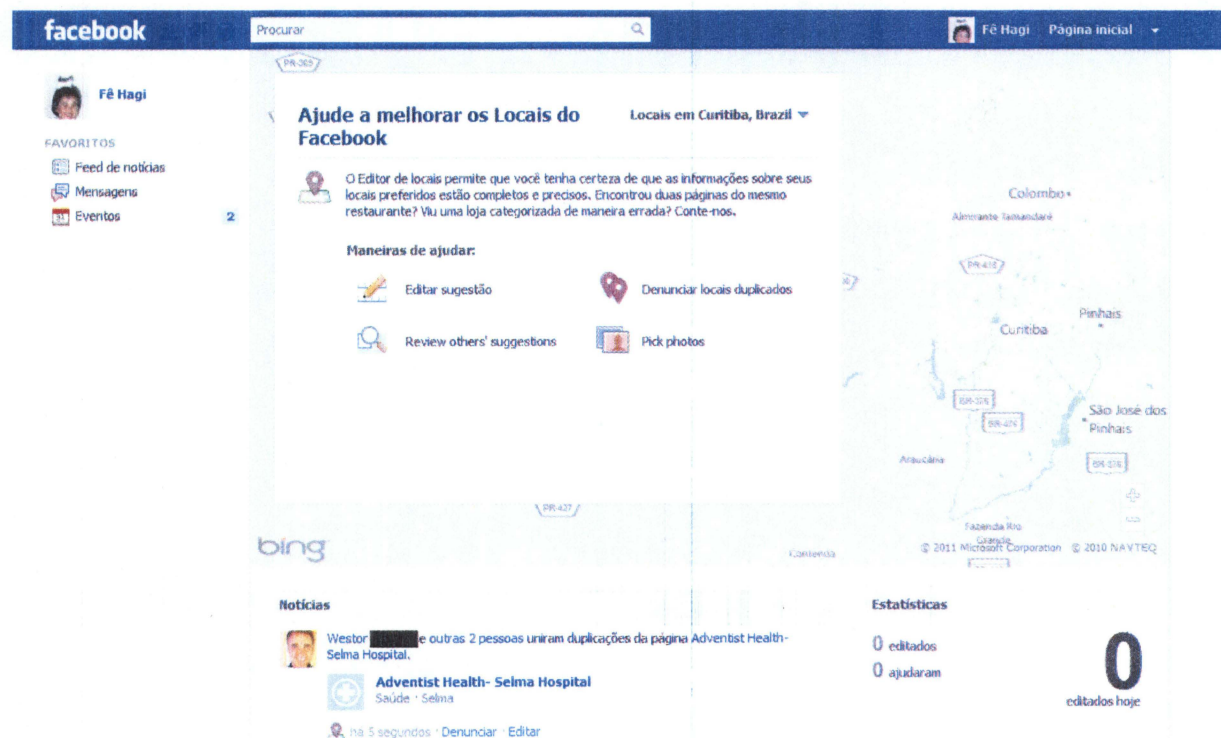 facebook
Procurar
Fê Hagi Página inicial
Fê Hagi
FAVORITOS
Feed de notícias
Mensagens
Eventos 2
PR-
Ajude a melhorar os Locais do
Facebook
Locais em Curitiba, Brazil
O Editor de locais permite que você tenha certeza de que as informações sobre seus
locais preferidos estão completos e precisos. Encontrou duas páginas do mesmo
restaurante? Viu uma loja categorizada de maneira errada? Conte-nos.
Maneiras de ajudar:
Editar sugestão
Denunciar locais duplicados
Review others' suggestions
Pick photos
Colombo
Almirante Tamandaré
Pinhais
Curitiba
São José dos
Pinhais
Araucária
Fazenda Rio
Grande
Contenda
bing
© 2011 Microsoft Corporation © 2010 NAVTEQ
Notícias
Westor e outras 2 pessoas uniram duplicações da página Adventist Health-
Selma Hospital.
Adventist Health- Selma Hospital
Saúde · Selma
há 5 segundos · Denunciar · Editar
Estatísticas
0 editados
0 ajudaram
0
editados hoje